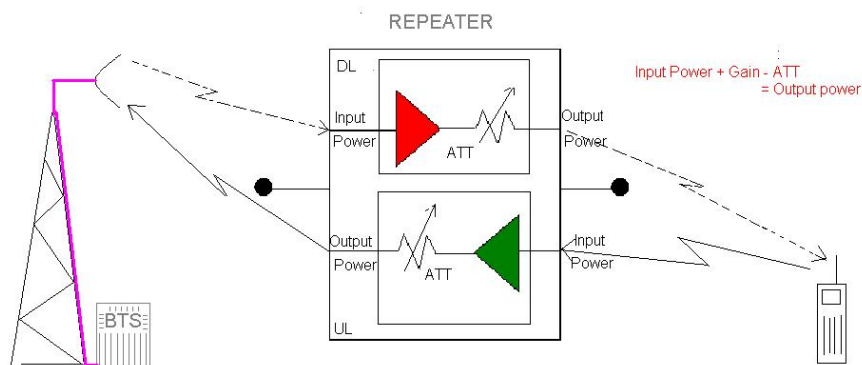 REPEATER
DL
Input Power + Gain - ATT
= Output power
Input
Power
ATT
Output
Power
Output
Power
ATT
Input
Power
UL
BTS